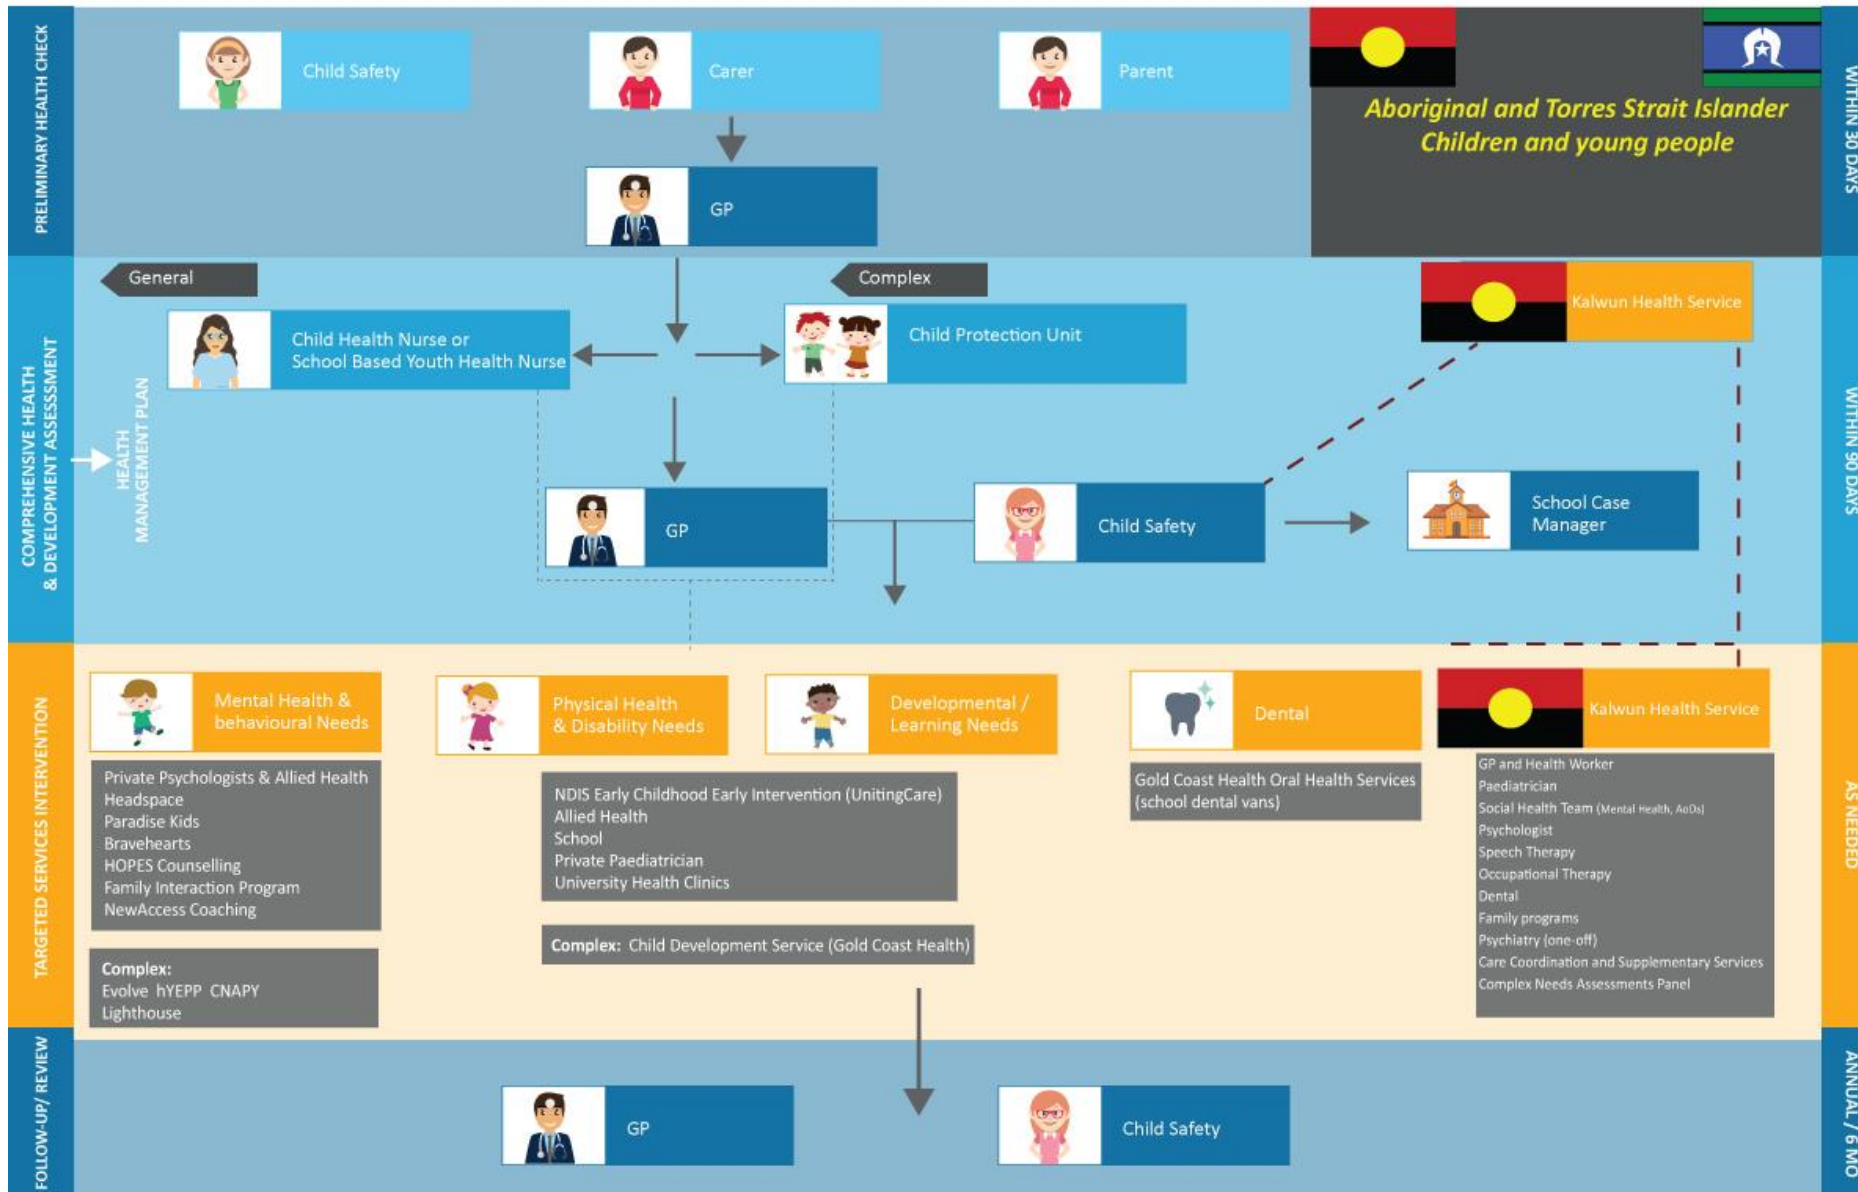 PRELIMINARY HEALTH CHECK
Child Safety
Carer
Parent
Aboriginal and Torres Strait Islander
Children and young people
WITHIN 30 DAYS
GP
COMPREHENSIVE HEALTH
& DEVELOPMENT ASSESSSMENT
HEALTH
MANAGEMENT PLAN
General
Complex
Child Health Nurse or
School Based Youth Health Nurse
Child Protection Unit
Kalwun Health Service
WITHIN 90 DAYS
GP
Child Safety
School Case
Manager
TARGETED SERVICES INTERVENTION
Mental Health &
behavioural Needs
Private Psychologists & Allied Health
Headspace
Paradise Kids
Bravehearts
HOPES Counselling
Family Interaction Program
NewAccess Coaching
Complex:
Evolve hYEPP CNAPY
Lighthouse
Physical Health
& Disability Needs
Developmental /
Learning Needs
NDIS Early Childhood Early Intervention (UnitingCare)
Allied Health
School
Private Paediatrician
University Health Clinics
Complex: Child Development Service (Gold Coast Health)
Dental
Gold Coast Health Oral Health Services
(school dental vans)
Kalwun Health Service
GP and Health Worker
Paediatrician
Social Health Team (Mental Health, AoDs)
Psychologist
Speech Therapy
Occupational Therapy
Dental
Family programs
Psychiatry (one-off)
Care Coordination and Supplementary Services
Complex Needs Assessments Panel
AS NEEDED
FOLLOW-UP/ REVIEW
GP
Child Safety
ANNUAL / 6 MO